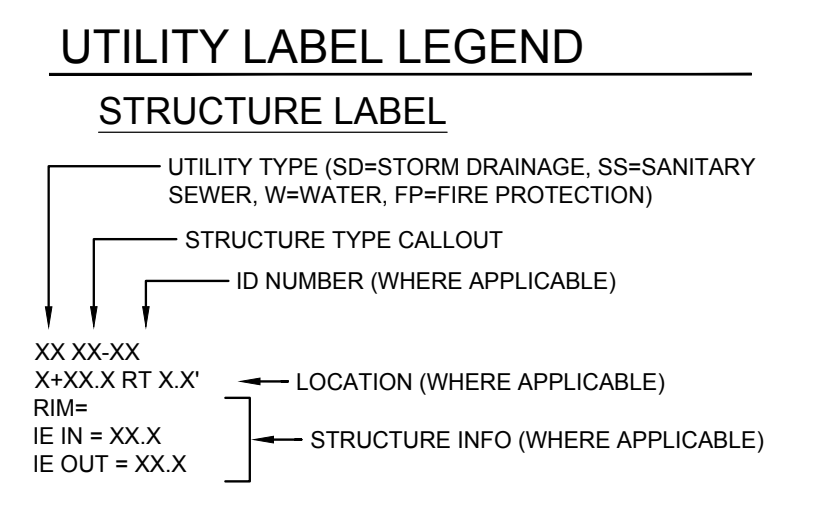 UTILITY LABEL LEGEND
STRUCTURE LABEL
UTILITY TYPE (SD=STORM DRAINAGE, SS=SANITARY
SEWER, W=WATER, FP=FIRE PROTECTION)
STRUCTURE TYPE CALLOUT
ID NUMBER (WHERE APPLICABLE)
XX XX-XX
X+XX.X RT X.X'
LOCATION (WHERE APPLICABLE)
RIM=
IE IN = XX.X
STRUCTURE INFO (WHERE APPLICABLE)
IE OUT = XX.X